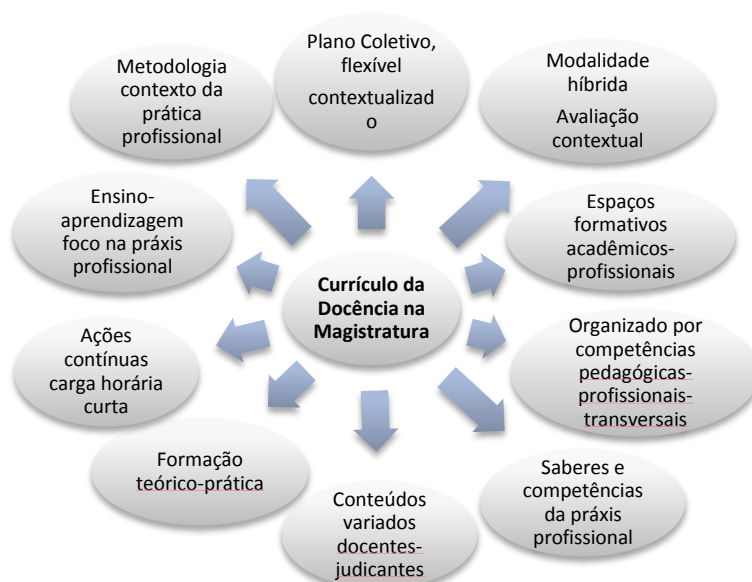 Plano Coletivo,
flexível
contextualizad
o
Modalidade
híbrida
Avaliação
contextual
Espaços
formativos
acadêmicos-
profissionais
Organizado por
competências
pedagógicas-
profissionais-
transversais
Saberes e
competências
da práxis
profissional
Conteúdos
variados
docentes-
judicantes
Formação
teórico-prática
Ações
contínuas
carga horária
curta
Ensino-
aprendizagem
foco na práxis
profissional
Metodologia
contexto da
prática
profissional
Currículo da
Docência na
Magistratura